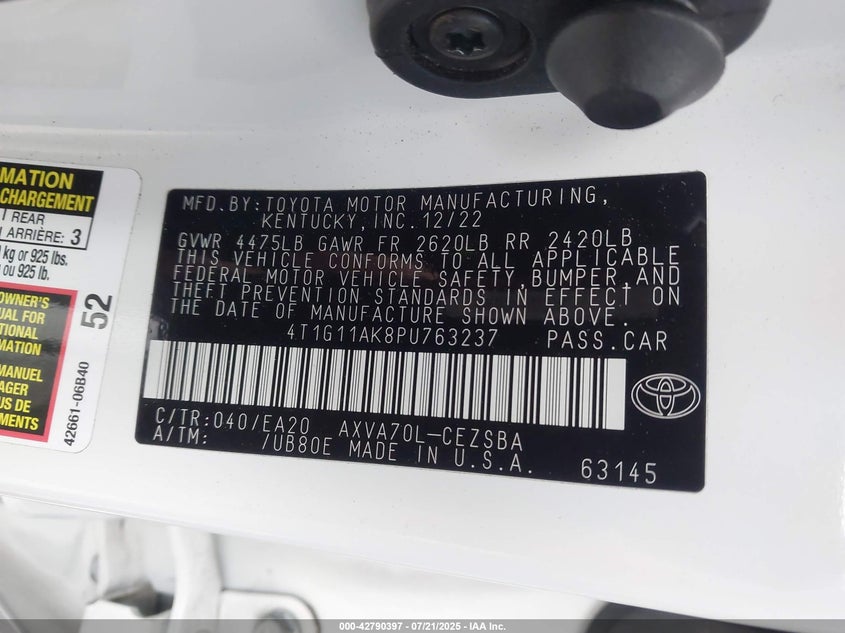 MATION
CHARGEMENT
REAR
ARRIÈRE: 3
kg or 925 lbs.
ou 925 lb.
OWNER'S
UAL FOR
TIONAL
RMATION
MANUEL
AGER
US DE
EMENTS
52
42661-06B40
MFD. BY: TOYOTA MOTOR MANUFACTURING,
KENTUCKY, INC. 12/22
GVWR 4475LB GAWR FR 2620LB RR 2420LB
THIS VEHICLE CONFORMS TO ALL APPLICABLE
FEDERAL MOTOR VEHICLE SAFETY, BUMPER, AND
THEFT PREVENTION STANDARDS IN EFFECT ON
THE DATE OF MANUFACTURE SHOWN ABOVE.
4T1G11AK8PU763237 PASS. CAR
C/TR: 040/EA20 AXVA70L-CEZSBA
A/TM: /UB80E MADE IN U.S.A.
63145
000-42790397 - 07/21/2025 - IAA Inc.